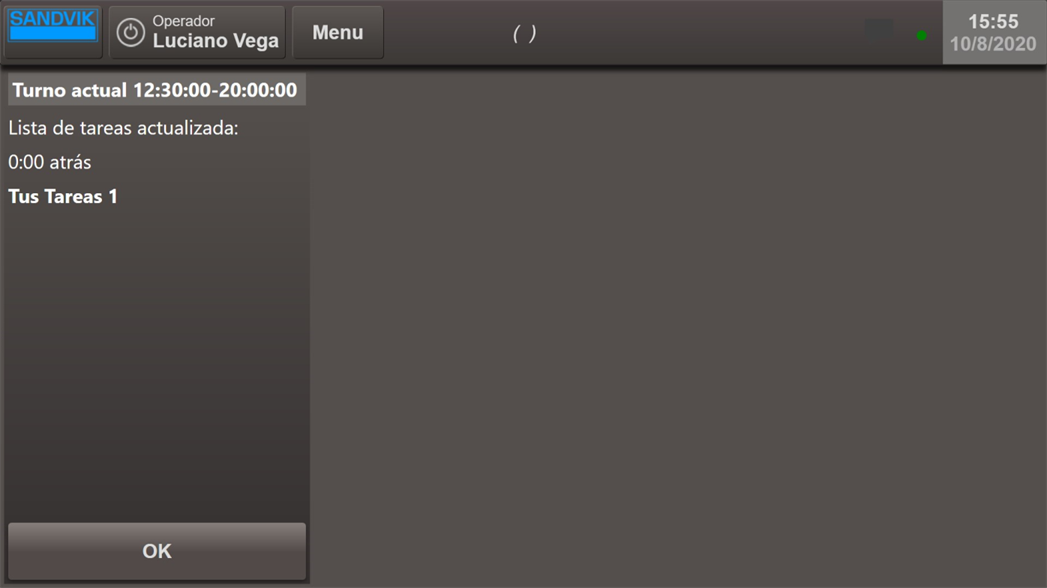 SANDVIK
Operador
Luciano Vega
Menu
( )
15:55
10/8/2020
Turno actual 12:30:00-20:00:00
Lista de tareas actualizada:
0:00 atrás
Tus Tareas 1
OK